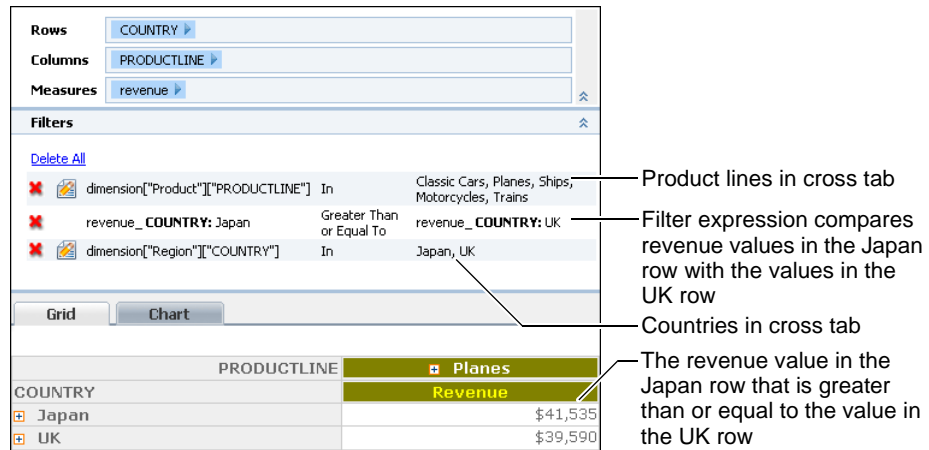 Rows COUNTRY
Columns PRODUCTLINE
Measures revenue
Filters
Delete All
dimension["Product"]["PRODUCTLINE"] In Classic Cars, Planes, Ships,
Motorcycles, Trains
revenue_ COUNTRY: Japan Greater Than
or Equal To revenue_ COUNTRY: UK
dimension["Region"]["COUNTRY"] In Japan, UK
Product lines in cross tab
Filter expression compares
revenue values in the Japan
row with the values in the
UK row
Countries in cross tab
Grid Chart
PRODUCTLINE Planes
COUNTRY Revenue
Japan $41,535
UK $39,590
The revenue value in the
Japan row that is greater
than or equal to the value in
the UK row